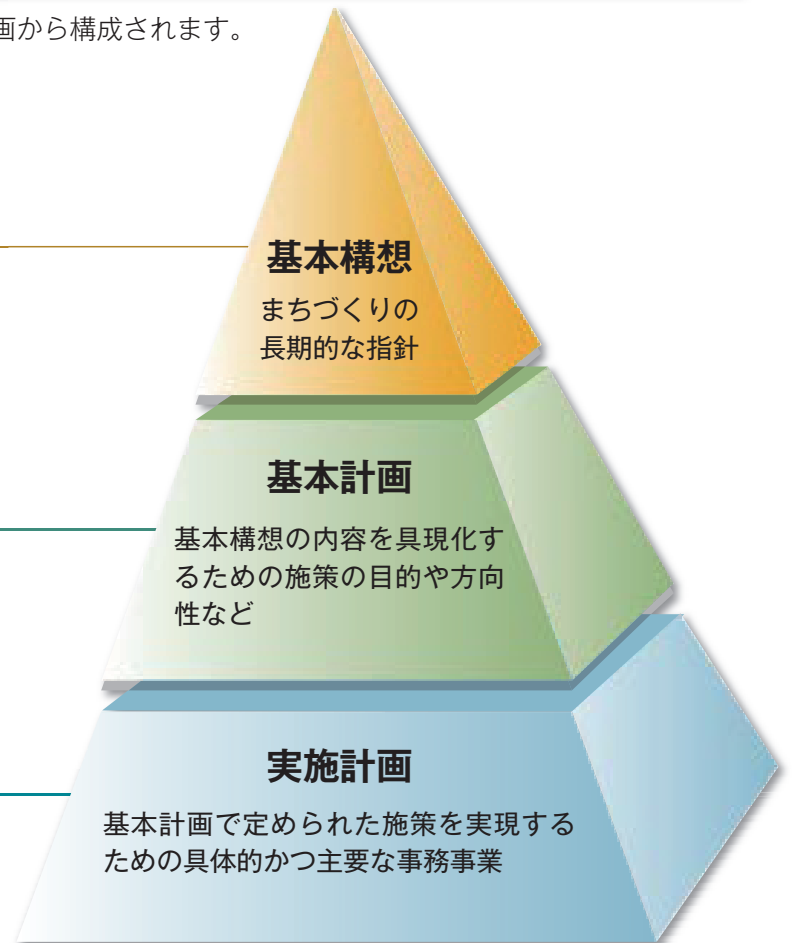 画から構成されます。
基本構想
まちづくりの
長期的な指針
基本計画
基本構想の内容を具現化す
るための施策の目的や方向
性など
実施計画
基本計画で定められた施策を実現する
ための具体的かつ主要な事務事業